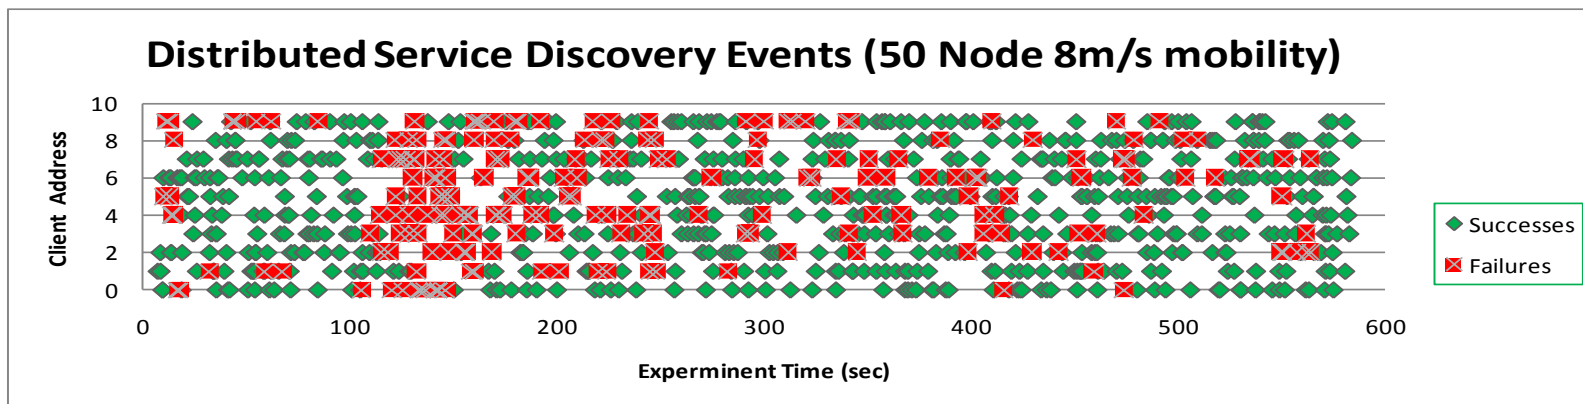 Distributed Service Discovery Events (50 Node 8m/s mobility)
Client Address
10
8
6
4
2
0
0 100 200 300 400 500 600
Experminent Time (sec)
Successes
Failures